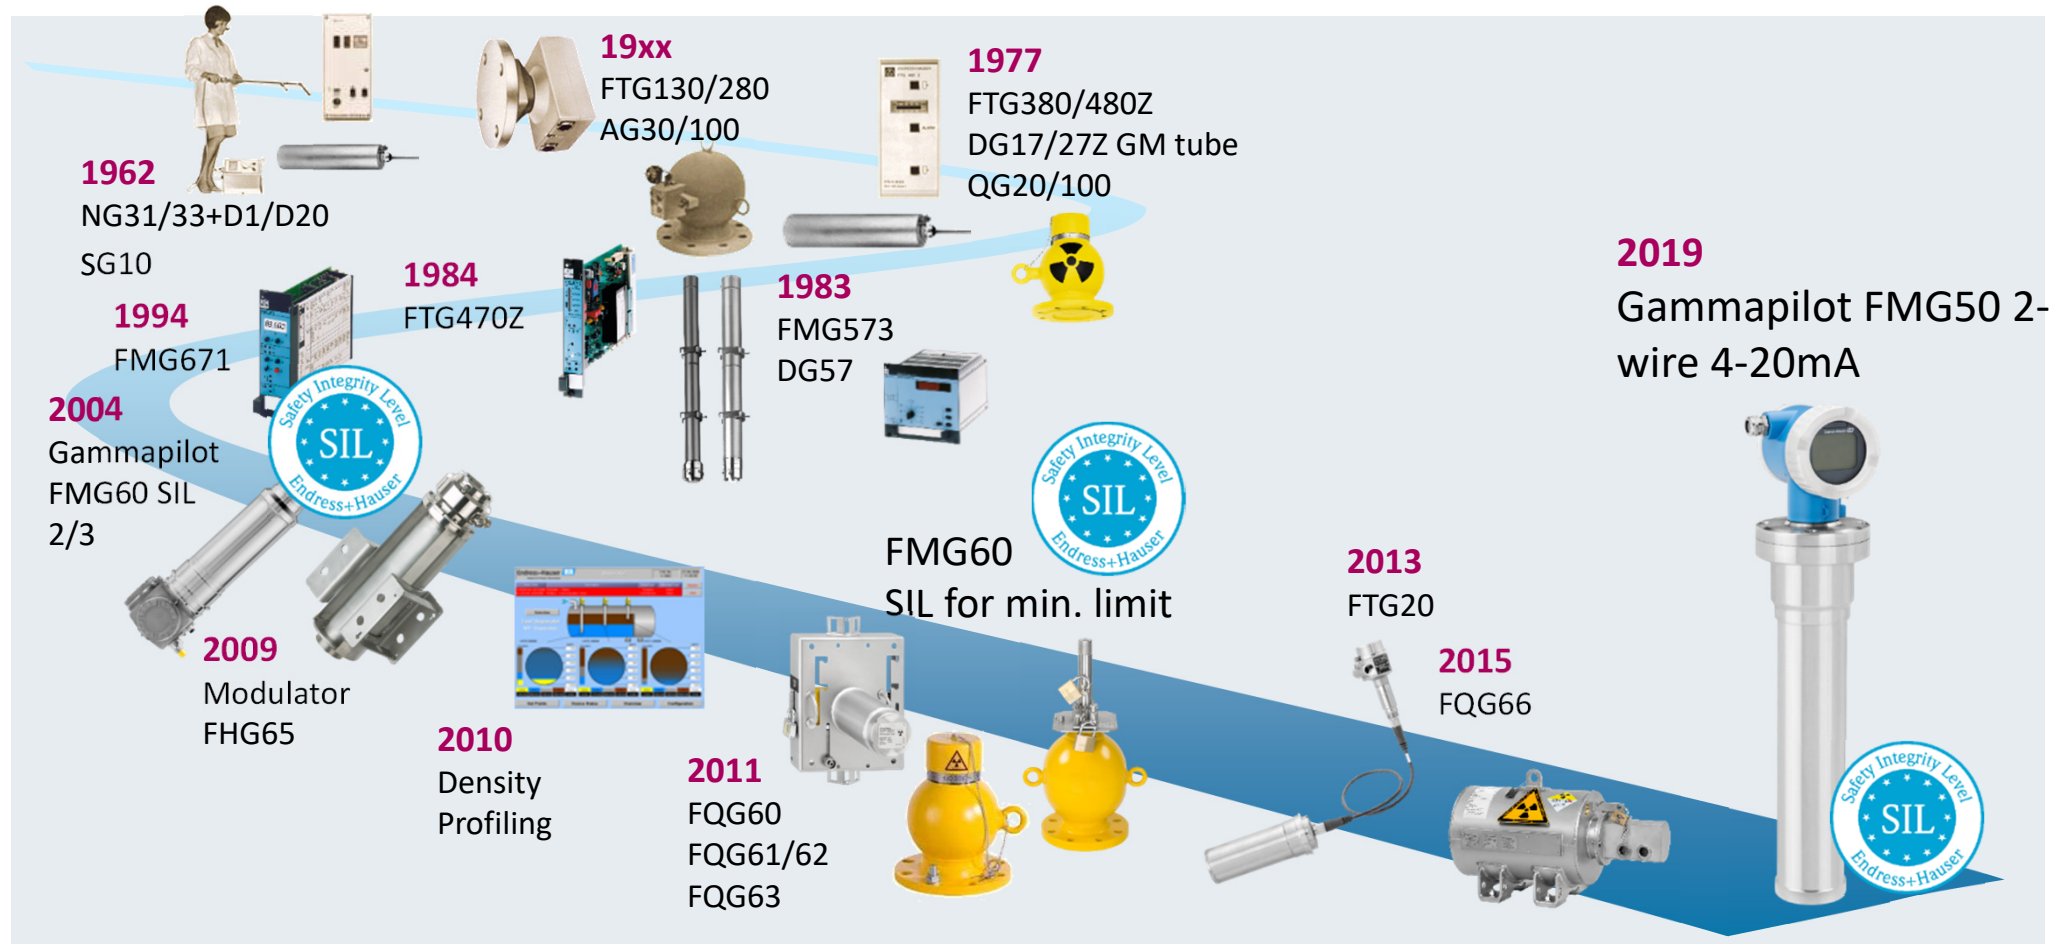 1962
NG31/33+D1/D20
SG10
19xx
FTG130/280
AG30/100
1977
FTG380/480Z
DG17/27Z GM tube
QG20/100
1983
FMG573
DG57
1984
FTG470Z
1994
FMG671
2004
Gammapilot
FMG60 SIL
2/3
Safety Integrity Level
SIL
Endress+Hauser
2009
Modulator
FHG65
2010
Density
Profiling
Endress+Hauser
2011
FQG60
FQG61/62
FQG63
FMG60
SIL for min. limit
Safety Integrity Level
SIL
Endress+Hauser
2013
FTG20
2015
FQG66
2019
Gammapilot FMG50 2-
wire 4-20mA
Safety Integrity Level
SIL
Endress+Hauser